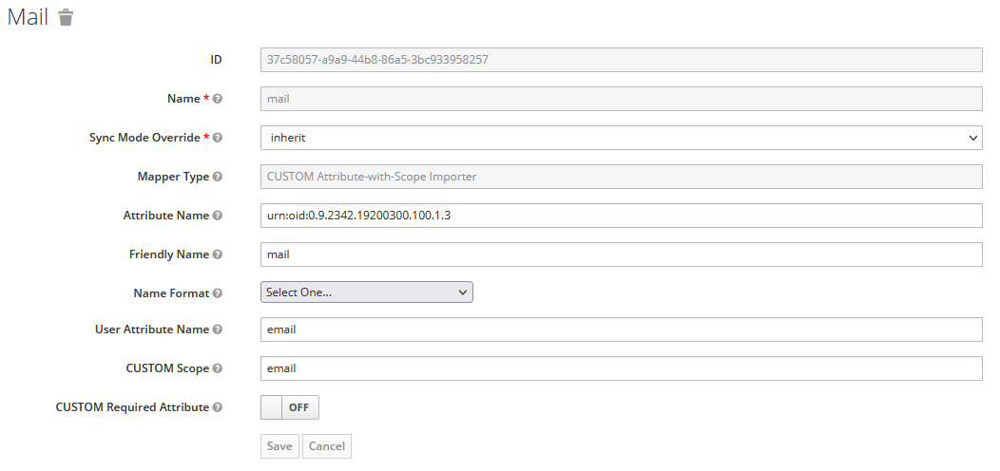 Mail
ID 37c58057-a9a9-44b8-86a5-3bc933958257
Name * mail
Sync Mode Override * inherit
Mapper Type CUSTOM Attribute-with-Scope Importer
Attribute Name urn:oid:0.9.2342.19200300.100.1.3
Friendly Name mail
Name Format Select One...
User Attribute Name email
CUSTOM Scope email
CUSTOM Required Attribute OFF
Save Cancel